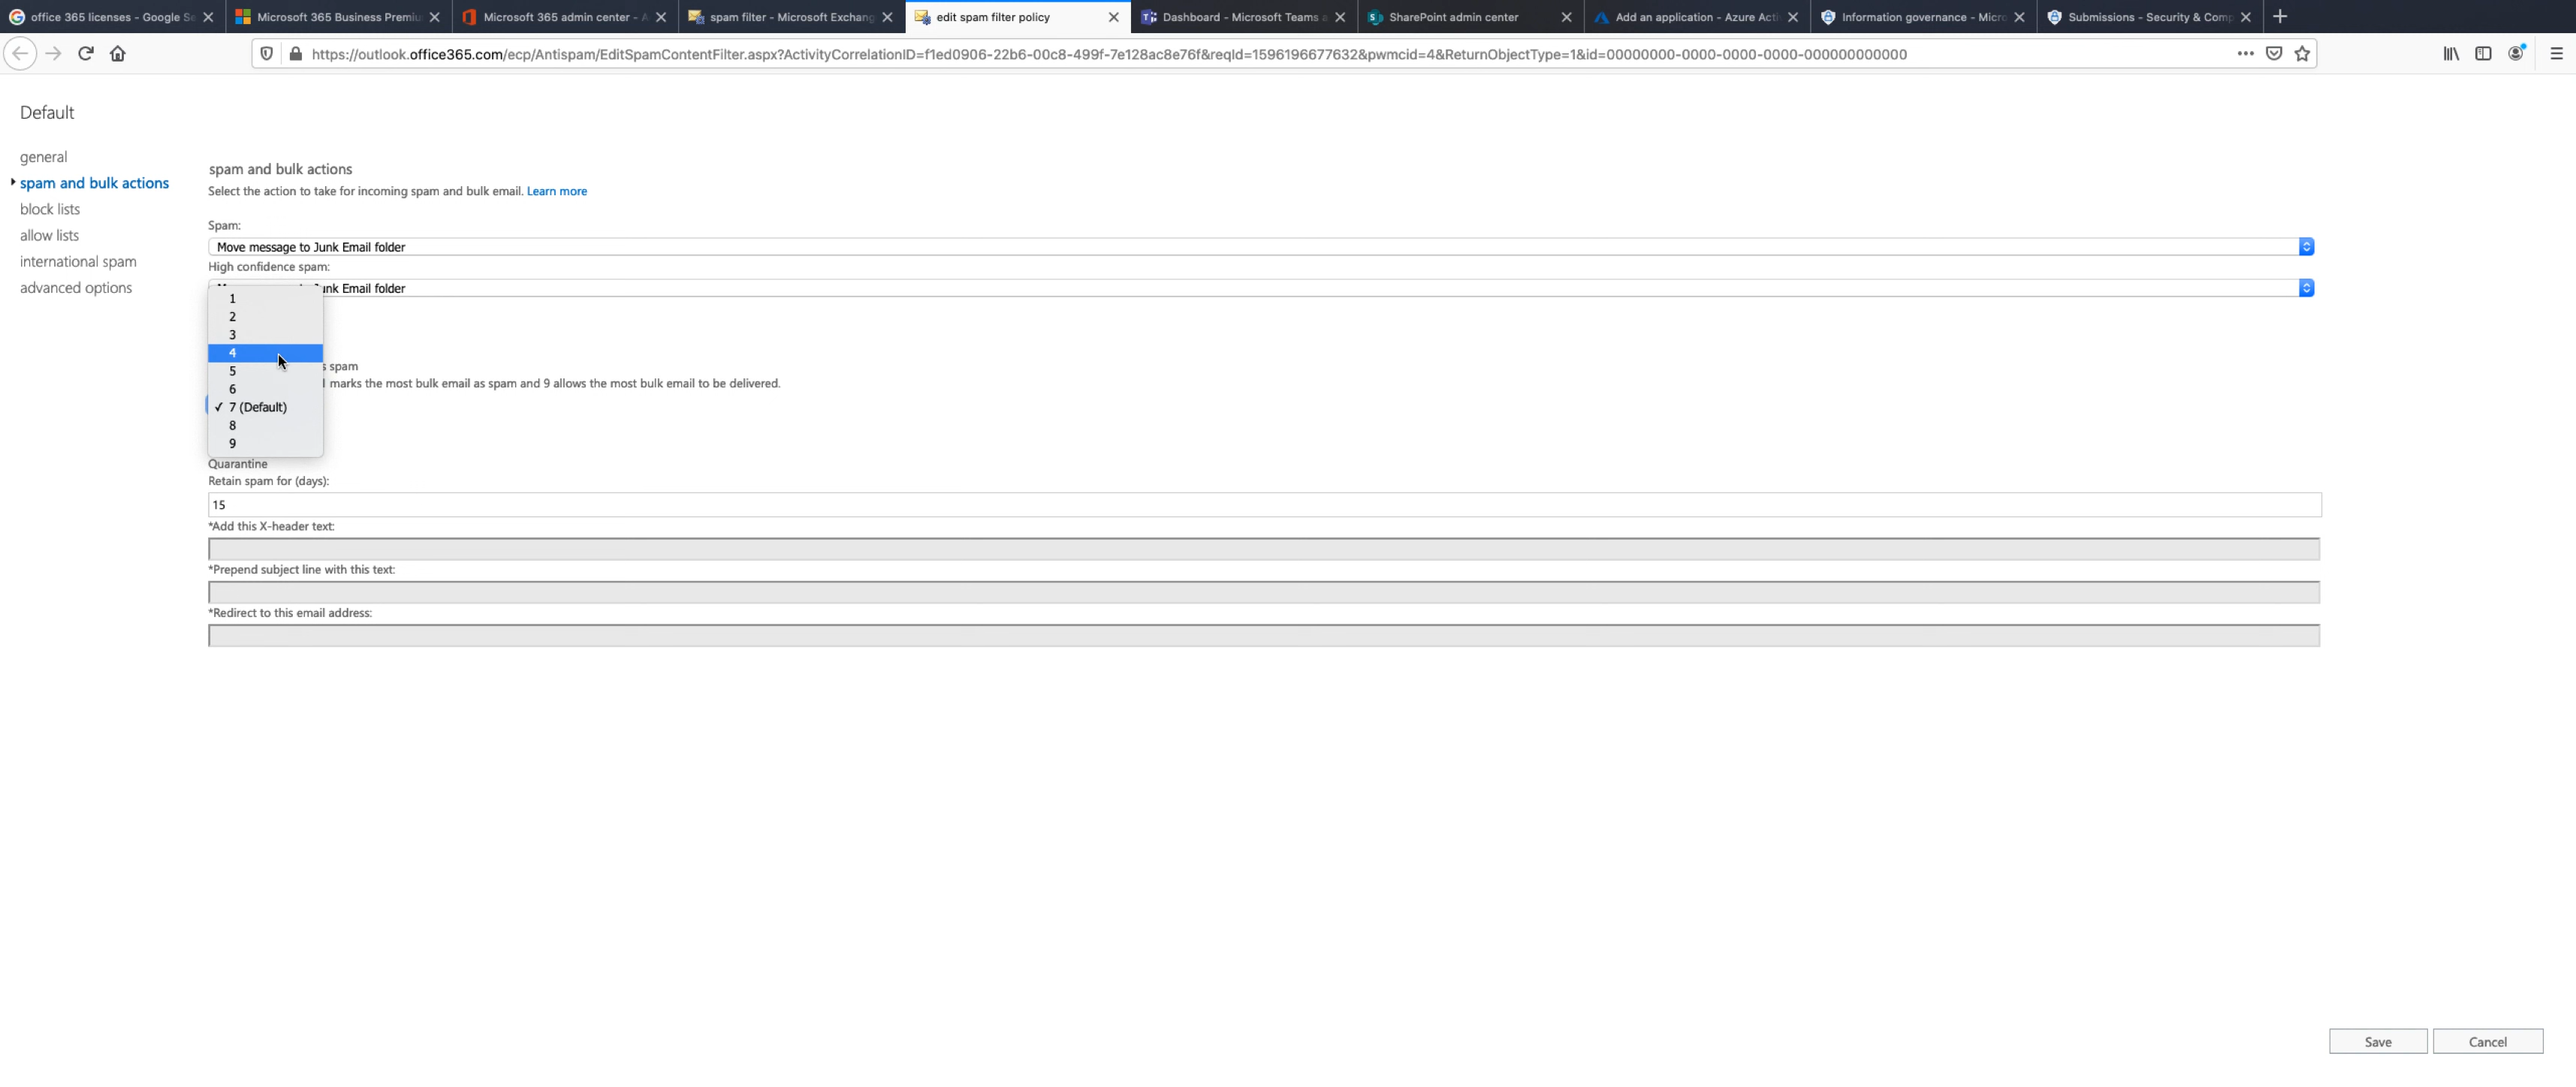 office 365 licenses - Google Se
Microsoft 365 Business Premiu
Microsoft 365 admin center - A
spam filter - Microsoft Exchang
edit spam filter policy
Dashboard - Microsoft Teams a
SharePoint admin center
Add an application - Azure Acti
Information governance - Micro
Submissions - Security & Comp
https://outlook.office365.com/ecp/Antispam/EditSpamContentFilter.aspx?ActivityCorrelationID=f1ed0906-22b6-00c8-499f-7e128ac8e76f&reqId=1596196677632&pwmcid=4&ReturnObjectType=1&id=00000000-0000-0000-0000-000000000000
Default
general
spam and bulk actions
block lists
allow lists
international spam
advanced options
spam and bulk actions
Select the action to take for incoming spam and bulk email. Learn more
Spam:
Move message to Junk Email folder
High confidence spam:
Junk Email folder
1
2
3
4
5
6
✓ 7 (Default)
8
9
s spam
marks the most bulk email as spam and 9 allows the most bulk email to be delivered.
Quarantine
Retain spam for (days):
15
*Add this X-header text:
*Prepend subject line with this text:
*Redirect to this email address:
Save
Cancel